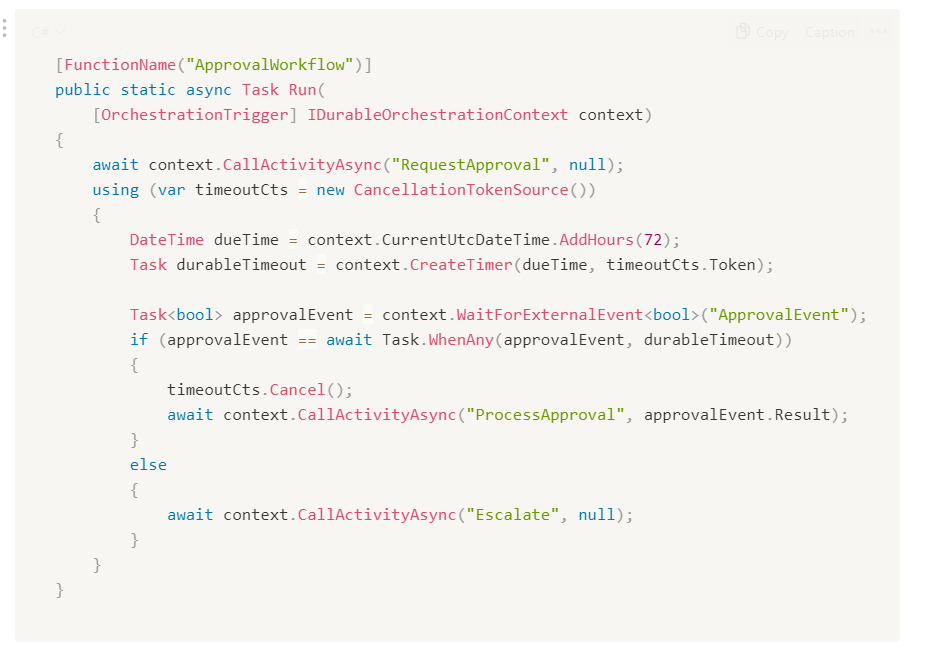 C#
Copy Caption
[FunctionName("ApprovalWorkflow")]
public static async Task Run(
[OrchestrationTrigger] IDurableOrchestrationContext context)
{
await context.CallActivityAsync("RequestApproval", null);
using (var timeoutCts = new CancellationTokenSource())
{
DateTime dueTime = context.CurrentUtcDateTime.AddHours(72);
Task durableTimeout = context.CreateTimer(dueTime, timeoutCts.Token);
Task<bool> approvalEvent = context.WaitForExternalEvent<bool>("ApprovalEvent");
if (approvalEvent == await Task.WhenAny(approvalEvent, durableTimeout))
{
timeoutCts.Cancel();
await context.CallActivityAsync("ProcessApproval", approvalEvent.Result);
}
else
{
await context.CallActivityAsync("Escalate", null);
}
}
}